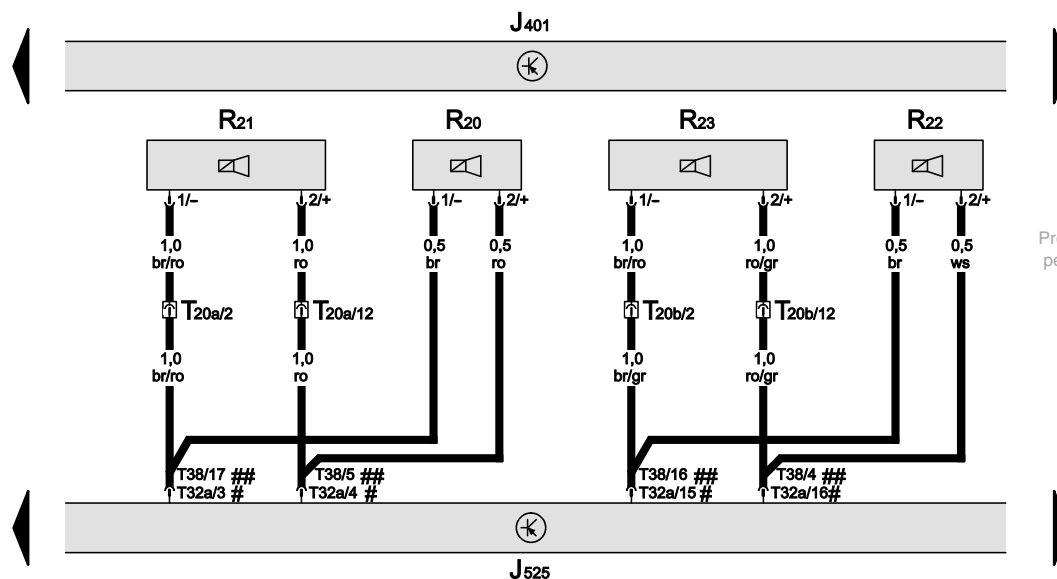 J401
R21 R20 R23 R22
1/– 2/+ 1/– 2/+ 1/– 2/+ 1/– 2/+
1,0 1,0 0,5 0,5 1,0 1,0 0,5 0,5
br/ro ro br ro br/ro ro/gr br ws
Pr
pe
T20a/2 T20a/12 T20b/2 T20b/12
1,0 1,0 1,0 1,0
br/ro ro br/gr ro/gr
T38/17 ## T38/5 ## T38/16 ## T38/4 ##
T32a/3 # T32a/4 # T32a/15 # T32a/16#
J525